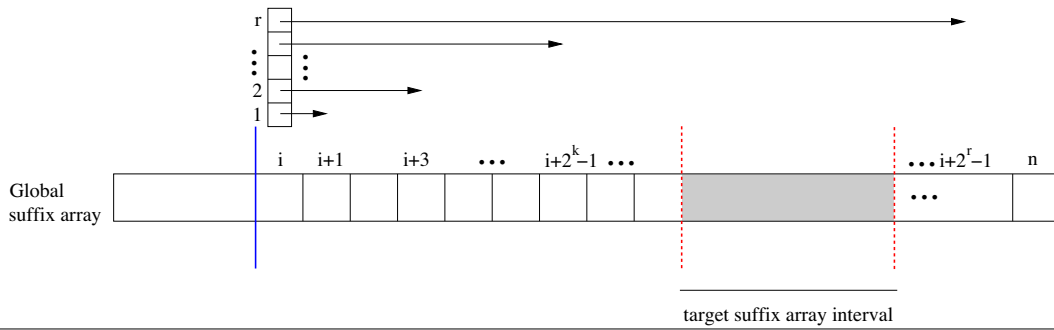 r
2
1
i i+1 i+3 ••• i+2^k−1 ••• •••i+2^r−1 n
Global
suffix array
•••
target suffix array interval